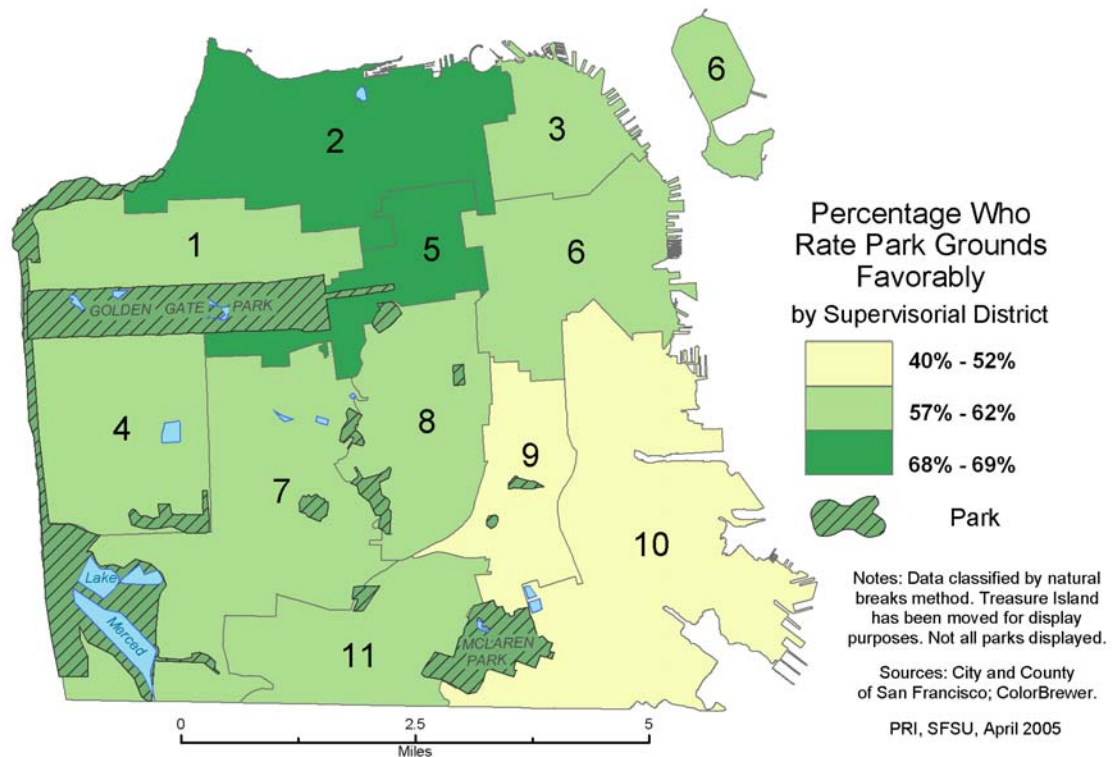 6
3
2
1
5
6
GOLDEN GATE PARK
4
8
9
7
10
Lake
Merced
11
MCLAREN
PARK
0
2.5
5
Miles
Percentage Who
Rate Park Grounds
Favorably
by Supervisorial District
40% - 52%
57% - 62%
68% - 69%
Park
Notes: Data classified by natural
breaks method. Treasure Island
has been moved for display
purposes. Not all parks displayed.
Sources: City and County
of San Francisco; ColorBrewer.
PRI, SFSU, April 2005